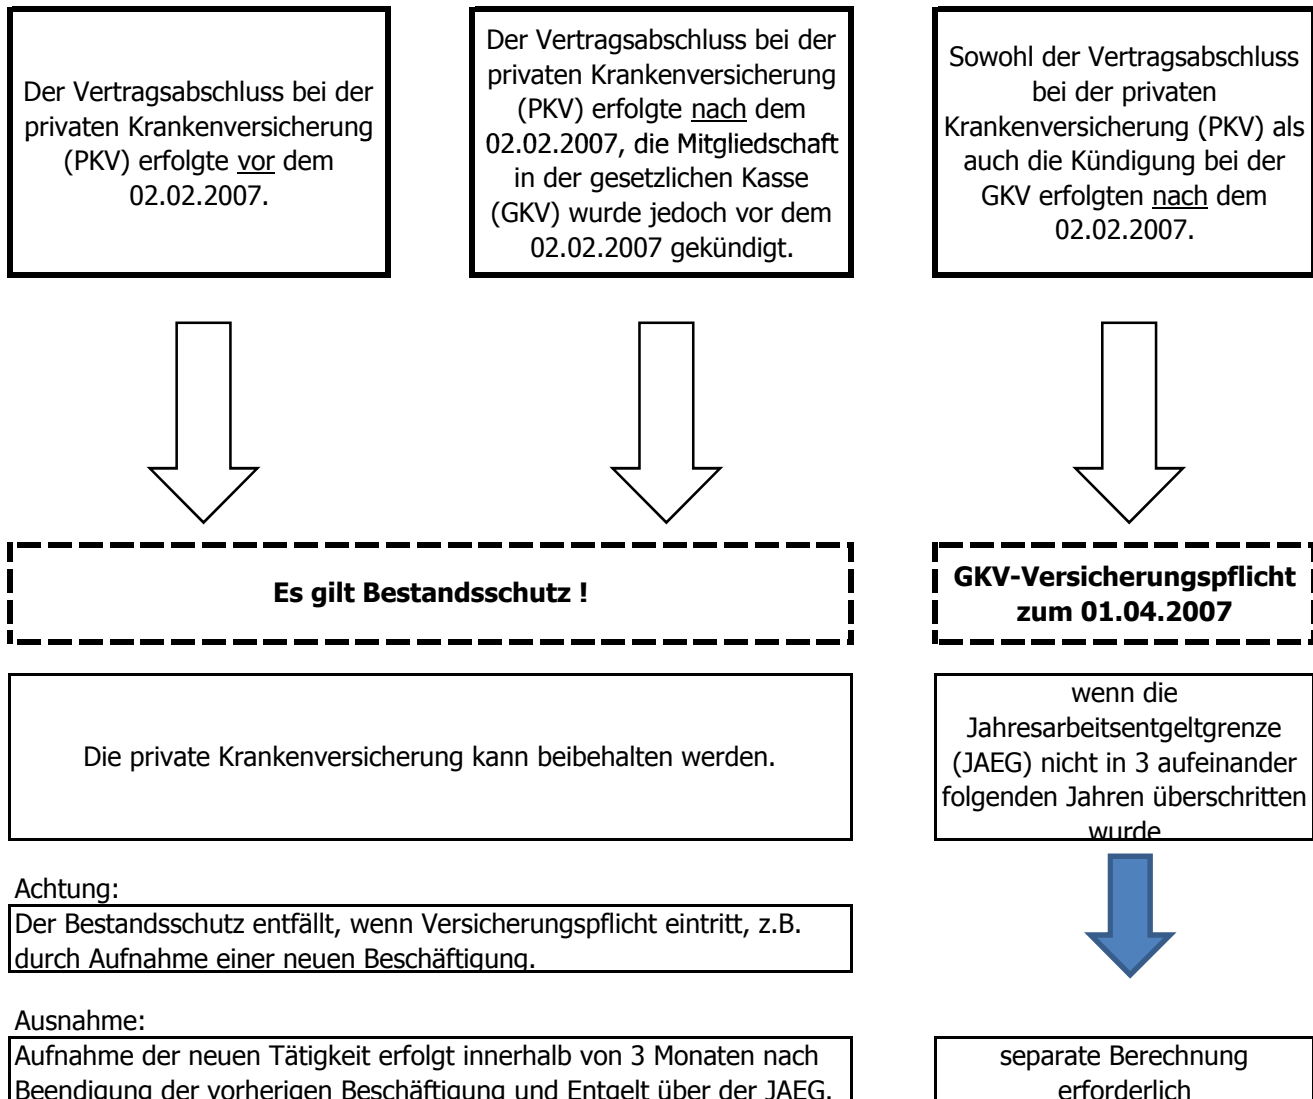 Der Vertragsabschluss bei der
privaten Krankenversicherung
(PKV) erfolgte vor dem
02.02.2007.
Der Vertragsabschluss bei der
privaten Krankenversicherung
(PKV) erfolgte nach dem
02.02.2007, die Mitgliedschaft
in der gesetzlichen Kasse
(GKV) wurde jedoch vor dem
02.02.2007 gekündigt.
Sowohl der Vertragsabschluss
bei der privaten
Krankenversicherung (PKV) als
auch die Kündigung bei der
GKV erfolgten nach dem
02.02.2007.
Es gilt Bestandsschutz !
GKV-Versicherungspflicht
zum 01.04.2007
Die private Krankenversicherung kann beibehalten werden.
wenn die
Jahresarbeitsentgeltgrenze
(JAEG) nicht in 3 aufeinander
folgenden Jahren überschritten
wurde
Achtung:
Der Bestandsschutz entfällt, wenn Versicherungspflicht eintritt, z.B.
durch Aufnahme einer neuen Beschäftigung.
Ausnahme:
Aufnahme der neuen Tätigkeit erfolgt innerhalb von 3 Monaten nach
Beendigung der vorherigen Beschäftigung und Entgelt über der JAEG.
separate Berechnung
erforderlich